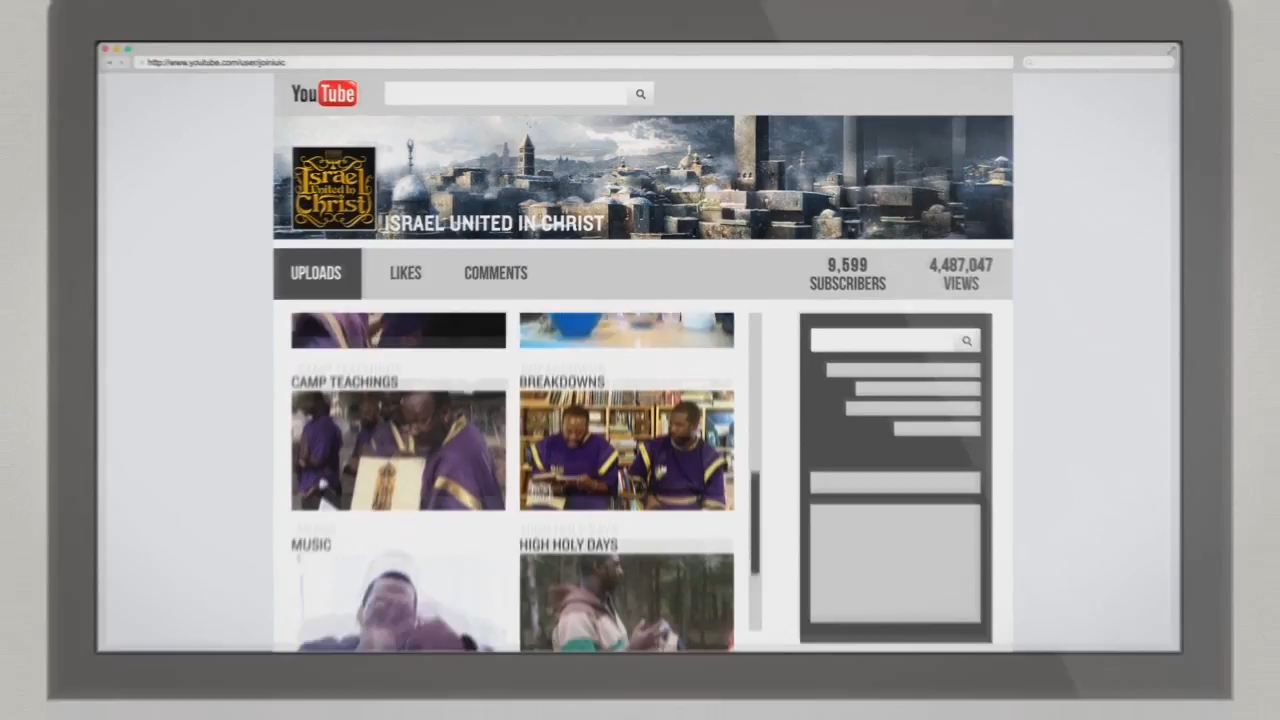 http://www.youtube.com/user/joiniuic
YouTube
Israel
United In
Christ
ISRAEL UNITED IN CHRIST
UPLOADS LIKES COMMENTS
9,599 SUBSCRIBERS
4,487,047 VIEWS
CAMP TEACHINGS
BREAKDOWNS
MUSIC
HIGH HOLY DAYS